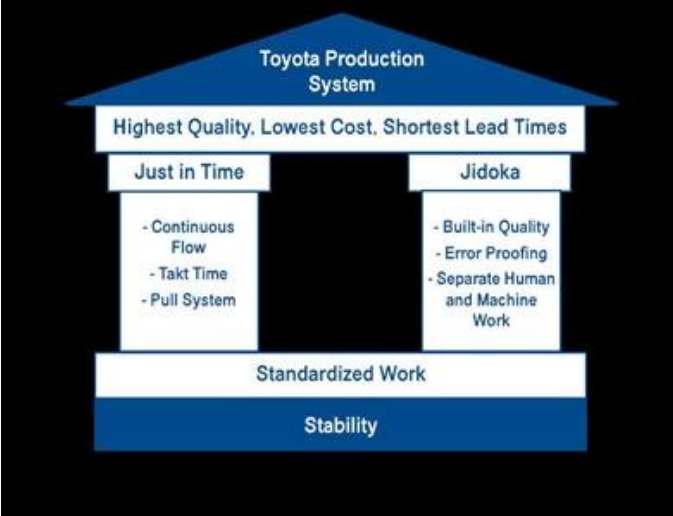 Toyota Production
System
Highest Quality, Lowest Cost, Shortest Lead Times
Just in Time
- Continuous
Flow
- Takt Time
- Pull System
Jidoka
- Built-in Quality
- Error Proofing
- Separate Human
and Machine
Work
Standardized Work
Stability